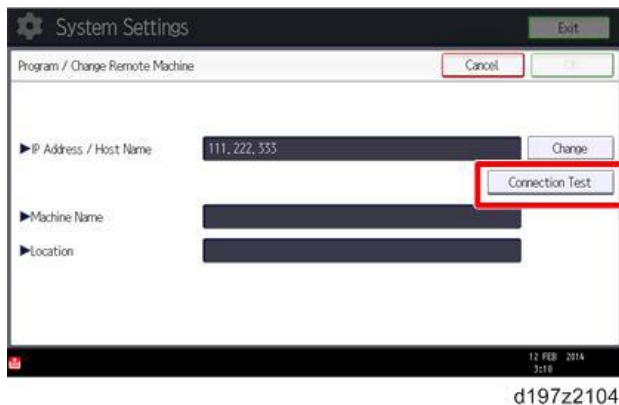 System Settings
Exit
Program / Change Remote Machine
Cancel
OK
▶IP Address / Host Name
111, 222, 333
Change
Connection Test
▶Machine Name
▶Location
12 FEB 2014
3:10
d197z2104